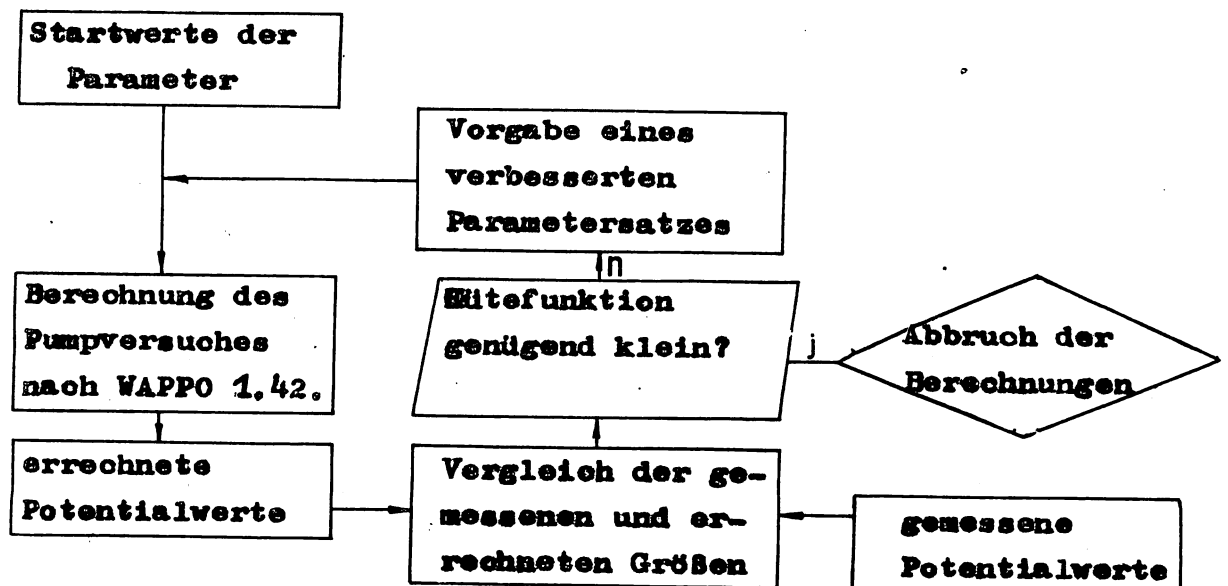 Startwerte der
Parameter
Vorgabe eines
verbesserten
Parametersatzes
n
Berechnung des
Pumpversuches
nach WAPPO 1.42.
Gütefunktion
genügend klein?
j
Abbruch der
Berechnungen
errechnete
Potentialwerte
Vergleich der ge-
messenen und er-
rechneten Größen
gemessene
Potentialwerte